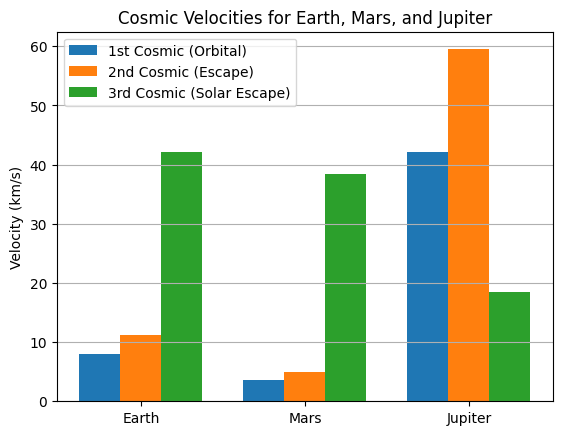 Cosmic Velocities for Earth, Mars, and Jupiter
1st Cosmic (Orbital)
2nd Cosmic (Escape)
3rd Cosmic (Solar Escape)
Velocity (km/s)
60
50
40
30
20
10
0
Earth Mars Jupiter